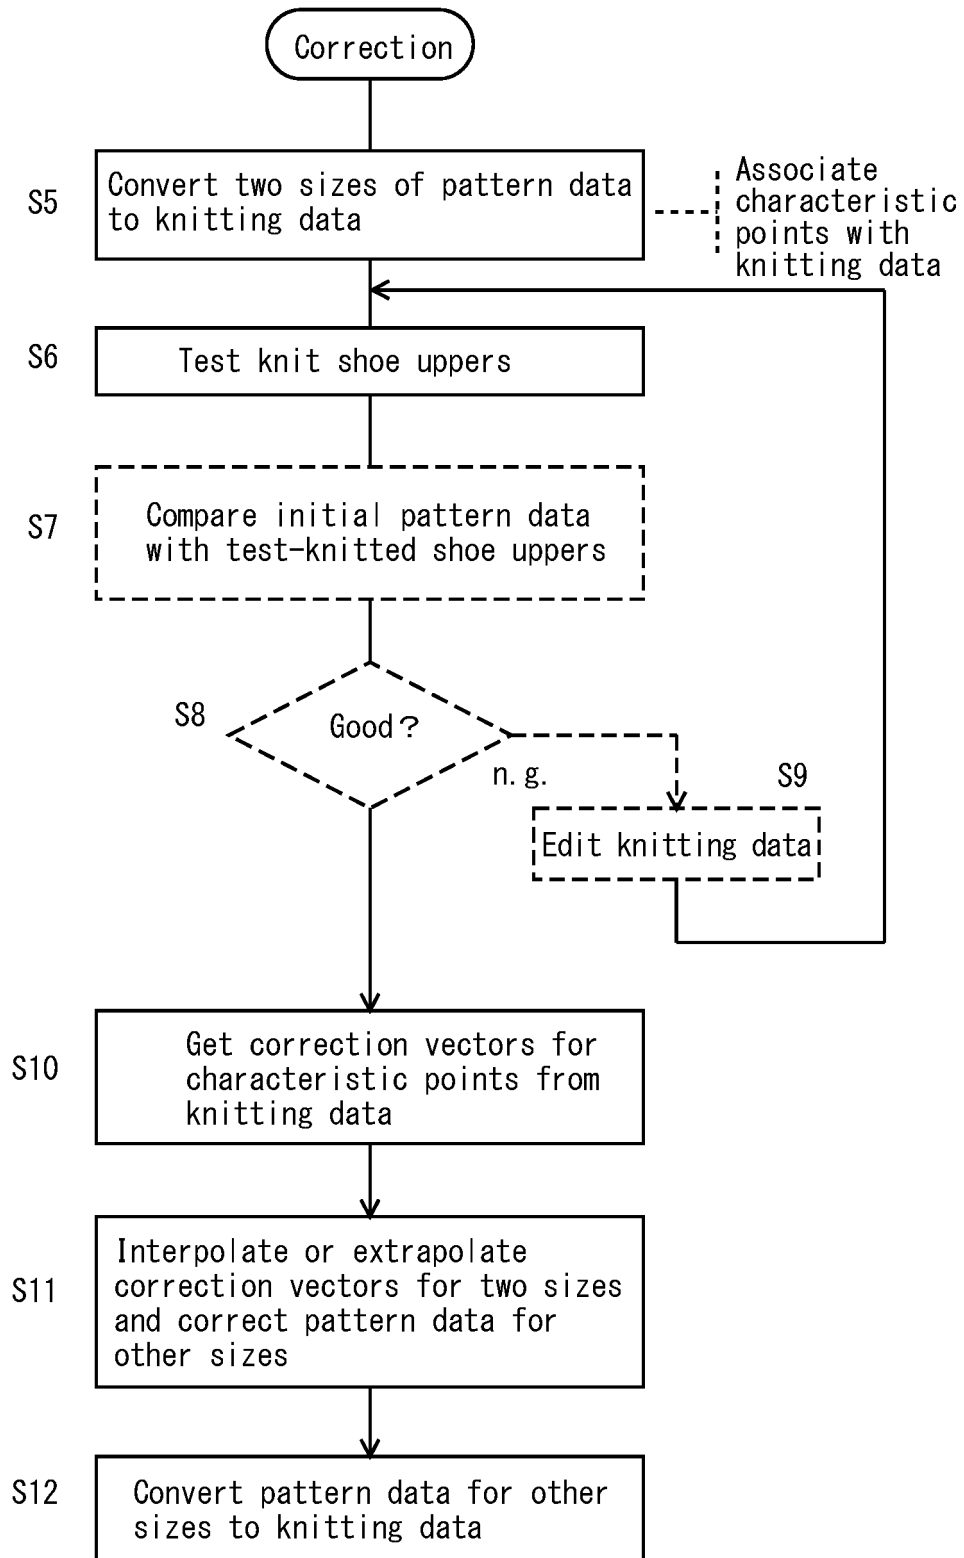 Correction
S5
Convert two sizes of pattern data
to knitting data
Associate
characteristic
points with
knitting data
S6
Test knit shoe uppers
S7
Compare initial pattern data
with test-knitted shoe uppers
S8
Good?
n.g.
S9
Edit knitting data
S10
Get correction vectors for
characteristic points from
knitting data
S11
Interpolate or extrapolate
correction vectors for two sizes
and correct pattern data for
other sizes
S12
Convert pattern data for other
sizes to knitting data